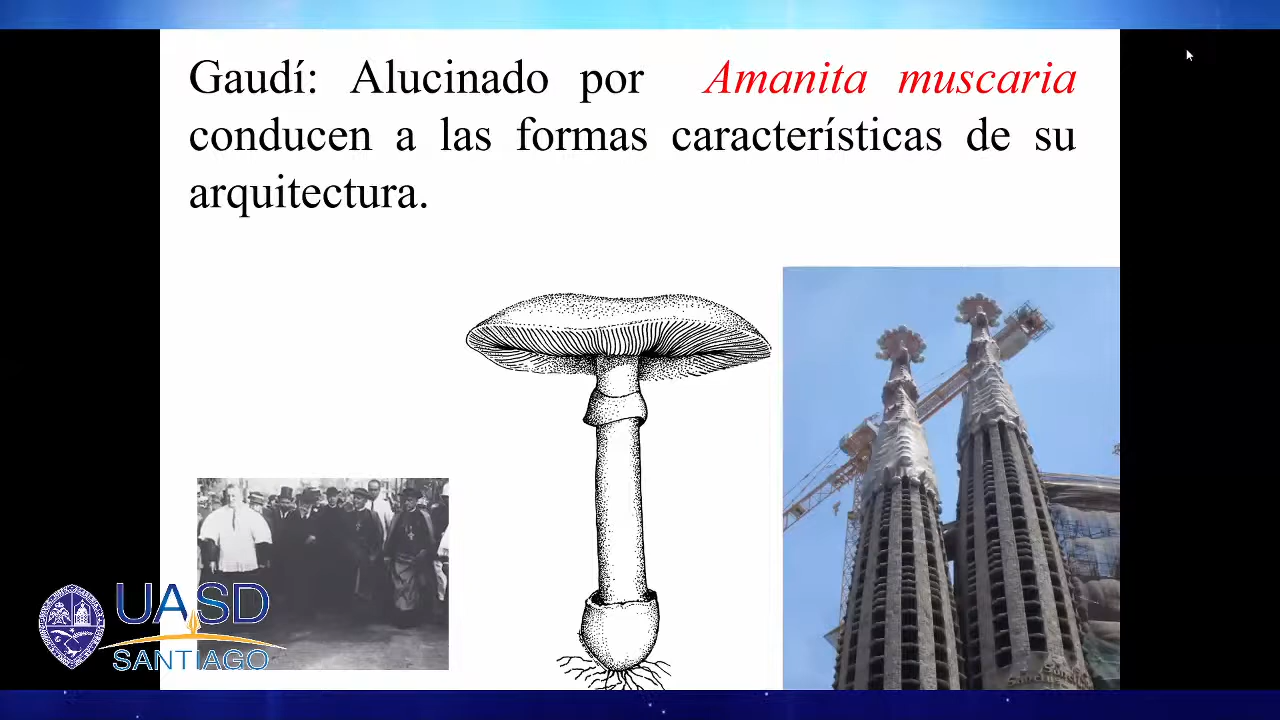 Gaudí: Alucinado por Amanita muscaria
conducen a las formas características de su
arquitectura.
UASD
SANTIAGO